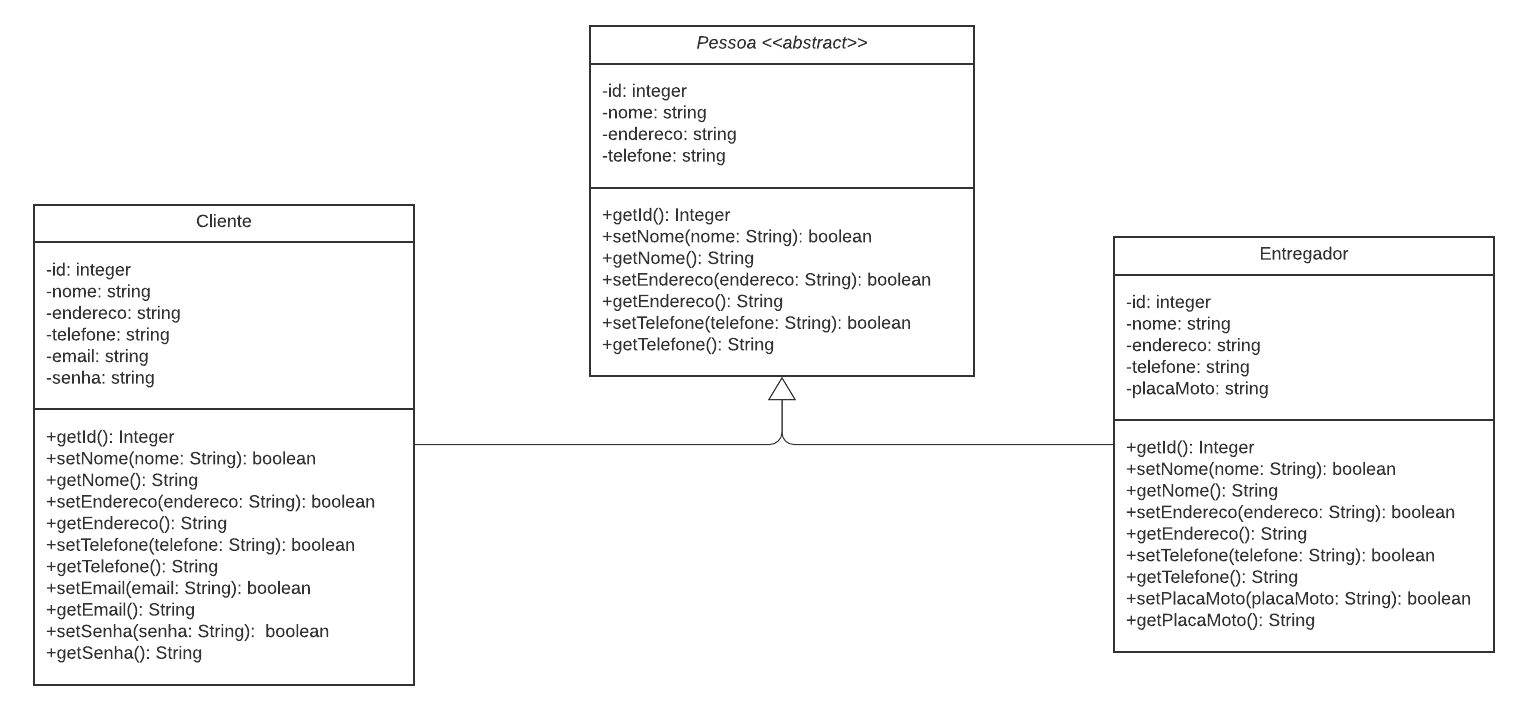 Pessoa <<abstract>>
-id: integer
-nome: string
-endereco: string
-telefone: string
+getId(): Integer
+setNome(nome: String): boolean
+getNome(): String
+setEndereco(endereco: String): boolean
+getEndereco(): String
+setTelefone(telefone: String): boolean
+getTelefone(): String
Cliente
-id: integer
-nome: string
-endereco: string
-telefone: string
-email: string
-senha: string
+getId(): Integer
+setNome(nome: String): boolean
+getNome(): String
+setEndereco(endereco: String): boolean
+getEndereco(): String
+setTelefone(telefone: String): boolean
+getTelefone(): String
+setEmail(email: String): boolean
+getEmail(): String
+setSenha(senha: String):  boolean
+getSenha(): String
Entregador
-id: integer
-nome: string
-endereco: string
-telefone: string
-placaMoto: string
+getId(): Integer
+setNome(nome: String): boolean
+getNome(): String
+setEndereco(endereco: String): boolean
+getEndereco(): String
+setTelefone(telefone: String): boolean
+getTelefone(): String
+setPlacaMoto(placaMoto: String): boolean
+getPlacaMoto(): String